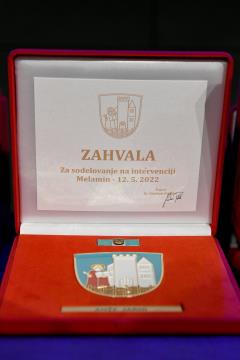 ZAHVALA
Za sodelovanje na intervenciji
Melamin - 12. 5. 2022